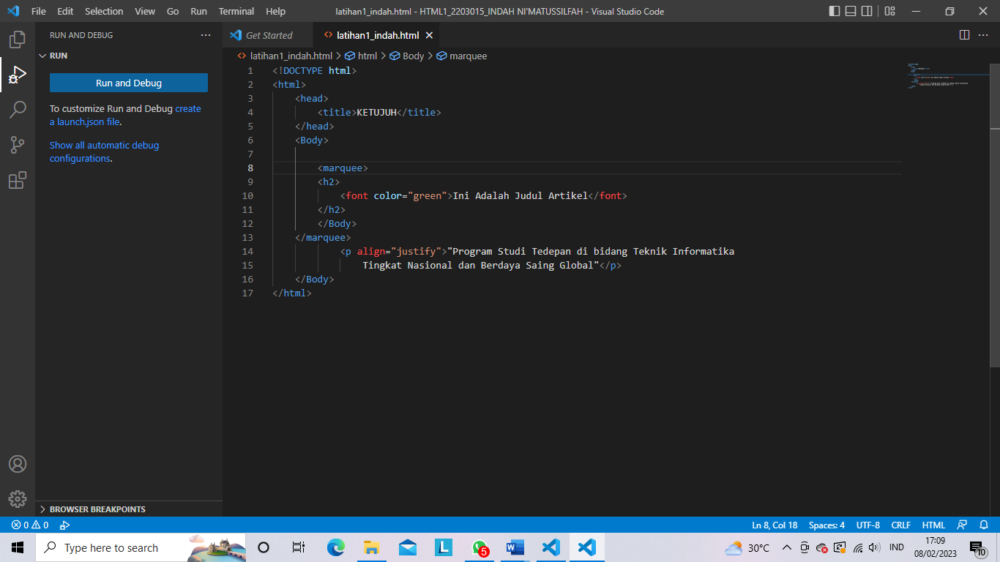 File Edit Selection View Go Run Terminal Help
latihan1_indah.html - HTML1_2203015_INDAH NI'MATUSSILFAH - Visual Studio Code
RUN AND DEBUG
RUN
Run and Debug
To customize Run and Debug create
a launch.json file.
Show all automatic debug
configurations.
BROWSER BREAKPOINTS
Get Started
latihan1_indah.html
latihan1_indah.html > html > Body > marquee
1 <!DOCTYPE html>
2 <html>
3 <head>
4 <title>KETUJUH</title>
5 </head>
6 <Body>
7
8 <marquee>
9 <h2>
10 <font color="green">Ini Adalah Judul Artikel</font>
11 </h2>
12 </Body>
13 </marquee>
14 <p align="justify">"Program Studi Tedepan di bidang Teknik Informatika
15 Tingkat Nasional dan Berdaya Saing Global"</p>
16 </Body>
17 </html>
0 0
Ln 8, Col 18 Spaces: 4 UTF-8 CRLF HTML
Type here to search
L
5
W
30°C
IND
17:09
08/02/2023
10